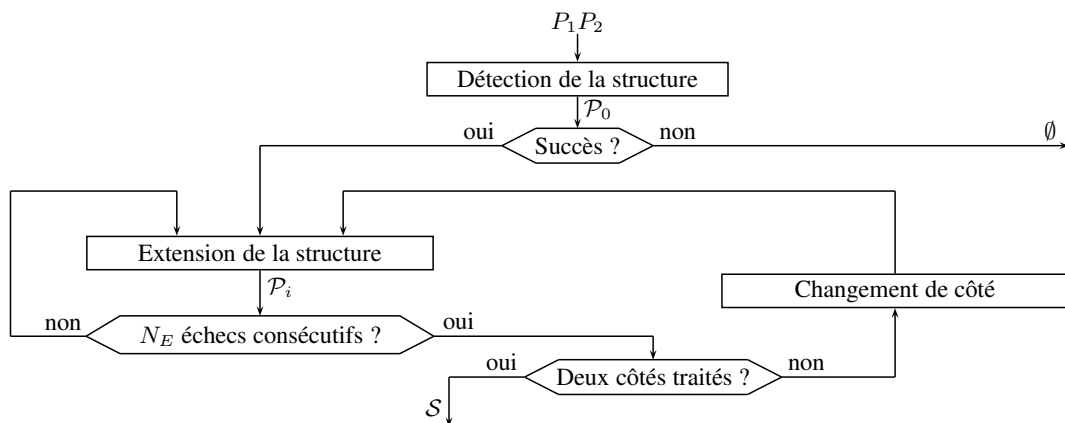 P₁P₂
Détection de la structure
𝒫₀
oui
Succès ?
non
∅
Extension de la structure
𝒫ᵢ
Changement de côté
non
N_E échecs consécutifs ?
oui
oui
Deux côtés traités ?
non
𝒮